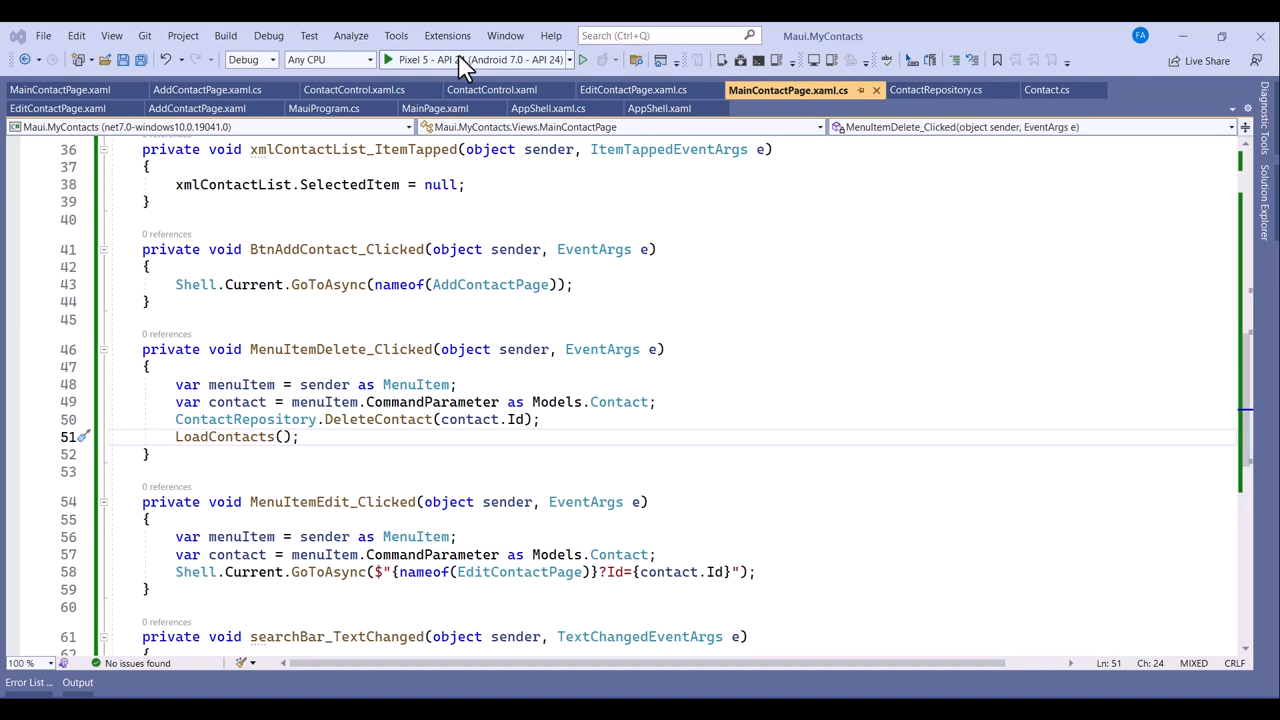 File Edit View Git Project Build Debug Test Analyze Tools Extensions Window Help Search (Ctrl+Q) Maui.MyContacts FA
Debug Any CPU Pixel 5 - API (Android 7.0 - API 24) Live Share
MainContactPage.xaml AddContactPage.xaml.cs ContactControl.xaml.cs ContactControl.xaml EditContactPage.xaml.cs MainContactPage.xaml.cs ContactRepository.cs Contact.cs
EditContactPage.xaml AddContactPage.xaml MauiProgram.cs MainPage.xaml AppShell.xaml.cs AppShell.xaml
Maui.MyContacts (net7.0-windows10.0.19041.0) Maui.MyContacts.Views.MainContactPage MenuItemDelete_Clicked(object sender, EventArgs e)
36 private void xmlContactList_ItemTapped(object sender, ItemTappedEventArgs e)
37 {
38 xmlContactList.SelectedItem = null;
39 }
40
0 references
41 private void BtnAddContact_Clicked(object sender, EventArgs e)
42 {
43 Shell.Current.GoToAsync(nameof(AddContactPage));
44 }
45
0 references
46 private void MenuItemDelete_Clicked(object sender, EventArgs e)
47 {
48 var menuItem = sender as MenuItem;
49 var contact = menuItem.CommandParameter as Models.Contact;
50 ContactRepository.DeleteContact(contact.Id);
51 LoadContacts();
52 }
53
0 references
54 private void MenuItemEdit_Clicked(object sender, EventArgs e)
55 {
56 var menuItem = sender as MenuItem;
57 var contact = menuItem.CommandParameter as Models.Contact;
58 Shell.Current.GoToAsync($"{nameof(EditContactPage)}?Id={contact.Id}");
59 }
60
0 references
61 private void searchBar_TextChanged(object sender, TextChangedEventArgs e)
62 {
100 % No issues found Ln: 51 Ch: 24 MIXED CRLF
Error List ... Output
Diagnostic Tools
Solution Explorer